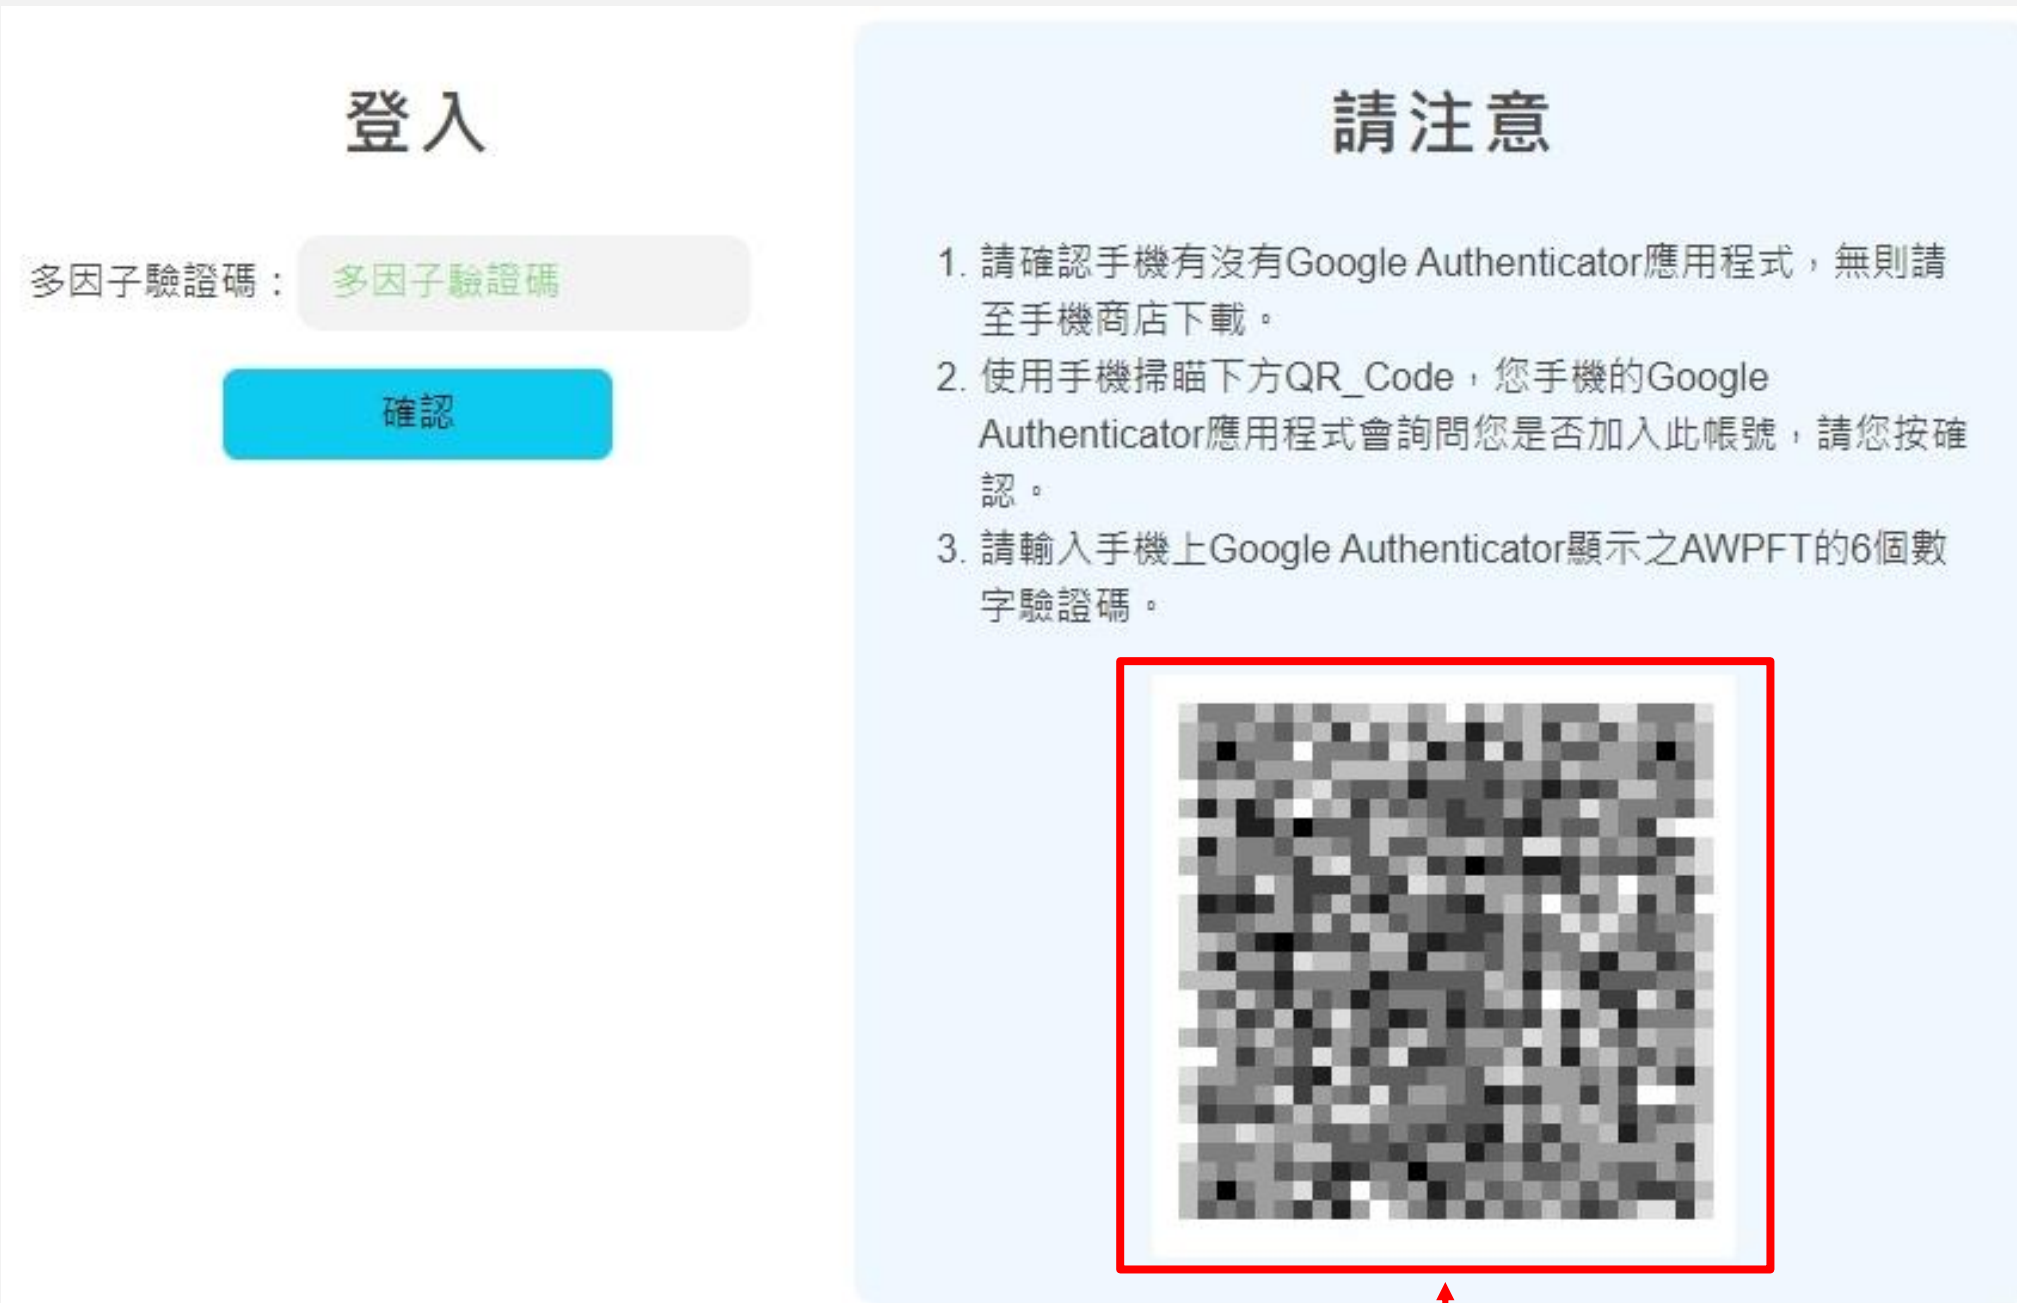 登入
多因子驗證碼：
多因子驗證碼
確認
請注意
1. 請確認手機有沒有Google Authenticator應用程式，無則請
至手機商店下載。
2. 使用手機掃瞄下方QR_Code，您手機的Google
Authenticator應用程式會詢問您是否加入此帳號，請您按確
認。
3. 請輸入手機上Google Authenticator顯示之AWPFT的6個數
字驗證碼。